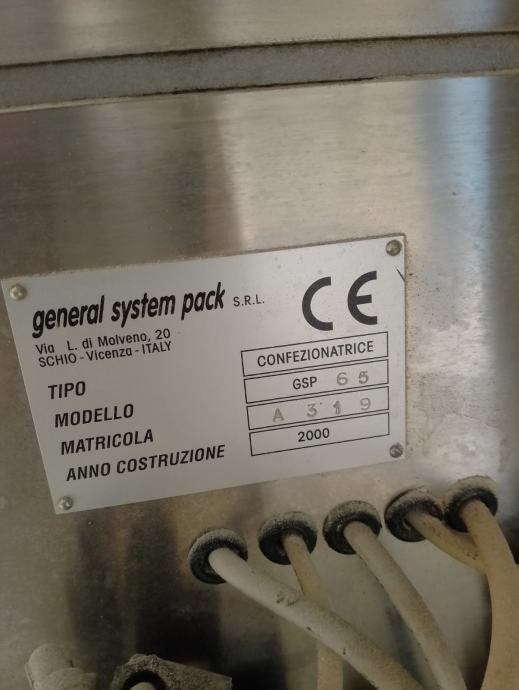 general system pack S.R.L.
CE
Via L. di Molveno, 20
SCHIO - Vicenza - ITALY
TIPO CONFEZIONATRICE
MODELLO GSP 65
MATRICOLA A 319
ANNO COSTRUZIONE 2000